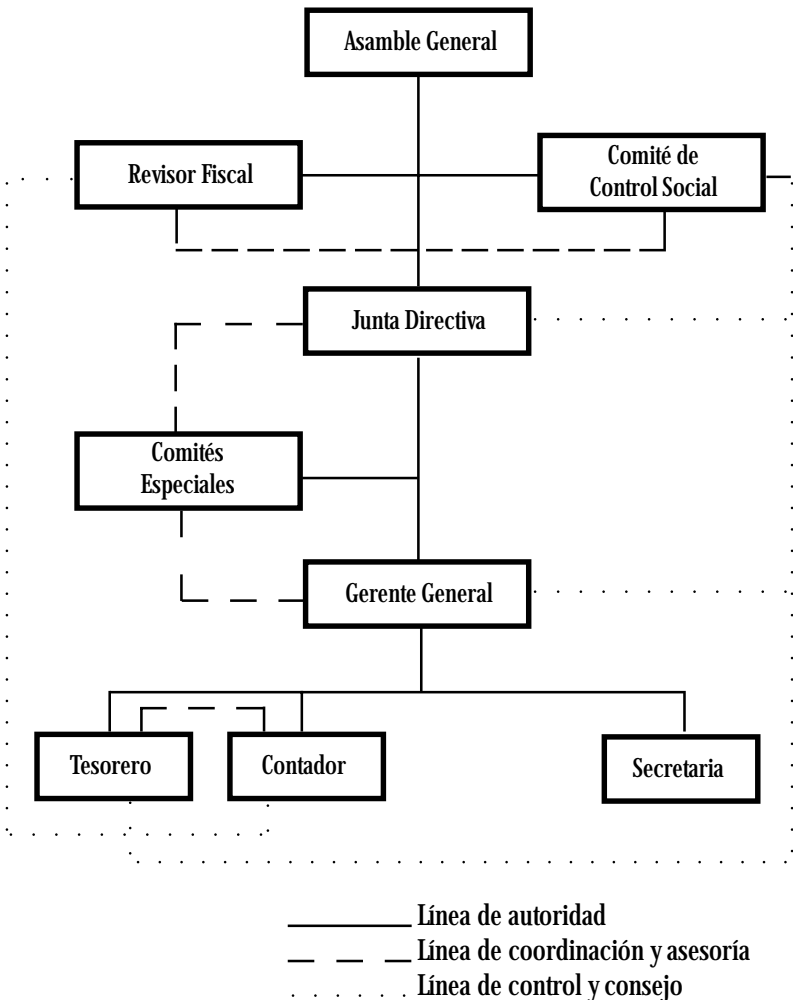 Asamble General
Revisor Fiscal
Comité de
Control Social
Junta Directiva
Comités
Especiales
Gerente General
Tesorero
Contador
Secretaria
Línea de autoridad
Línea de coordinación y asesoría
Línea de control y consejo